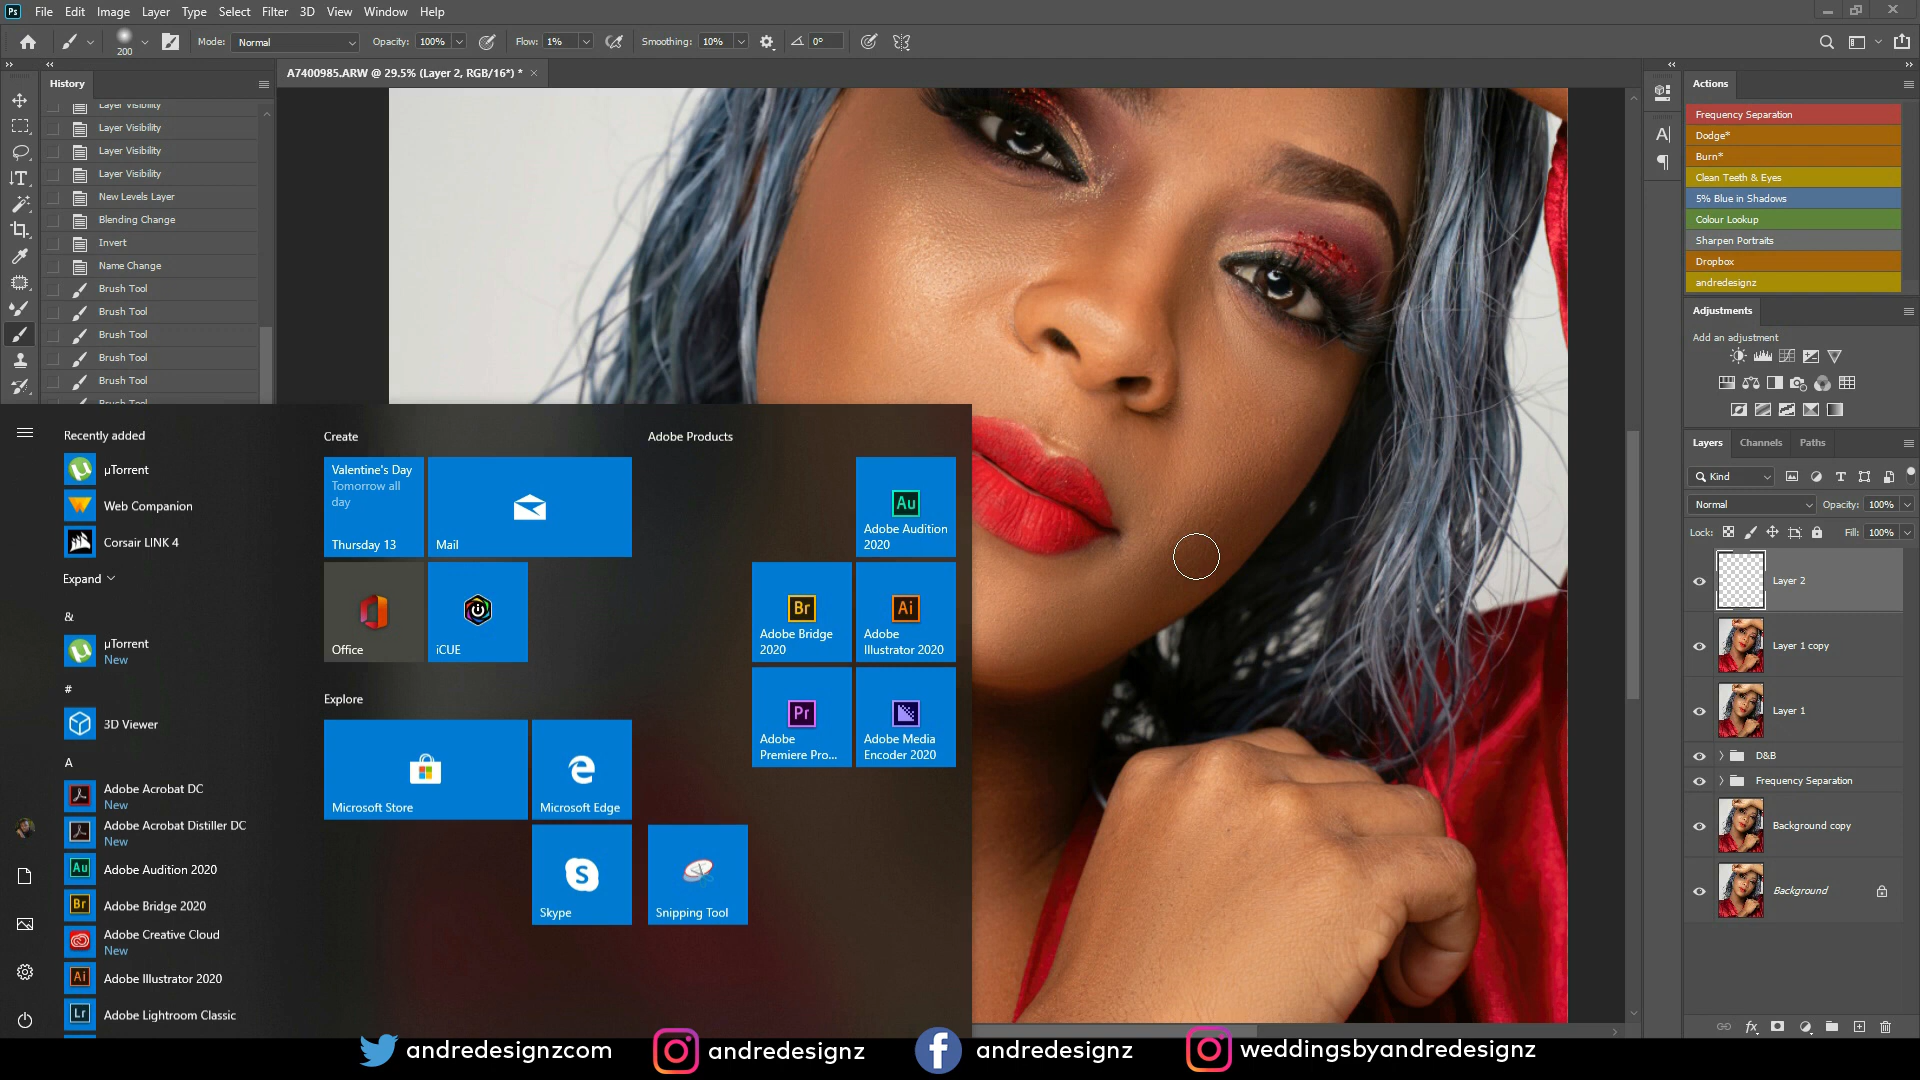 Ps File Edit Image Layer Type Select Filter 3D View Window Help
200 Mode: Normal Opacity: 100% Flow: 1% Smoothing: 10% 0°
A7400985.ARW @ 29.5% (Layer 2, RGB/16*) * ×
History
Layer Visibility
Layer Visibility
Layer Visibility
Layer Visibility
New Levels Layer
Blending Change
Invert
Name Change
Brush Tool
Brush Tool
Brush Tool
Brush Tool
Brush Tool
Brush Tool
Recently added
µTorrent
Web Companion
Corsair LINK 4
Expand
&
µTorrent
New
#
3D Viewer
A
Adobe Acrobat DC
New
Adobe Acrobat Distiller DC
New
Adobe Audition 2020
Adobe Bridge 2020
Adobe Creative Cloud
New
Adobe Illustrator 2020
Adobe Lightroom Classic
Create
Valentine's Day
Tomorrow all
day
Thursday 13
Mail
Office
iCUE
Explore
Microsoft Store
Microsoft Edge
Skype
Adobe Products
Au
Adobe Audition
2020
Br
Adobe Bridge
2020
Ai
Adobe
Illustrator 2020
Pr
Adobe
Premiere Pro...
Adobe Media
Encoder 2020
Snipping Tool
Actions
Frequency Separation
Dodge*
Burn*
Clean Teeth & Eyes
5% Blue in Shadows
Colour Lookup
Sharpen Portraits
Dropbox
andredesignz
Adjustments
Add an adjustment
Layers Channels Paths
Kind
Normal Opacity: 100%
Lock: Fill: 100%
Layer 2
Layer 1 copy
Layer 1
D&B
Frequency Separation
Background copy
Background
andredesignzcom andredesignz andredesignz weddingsbyandredesignz